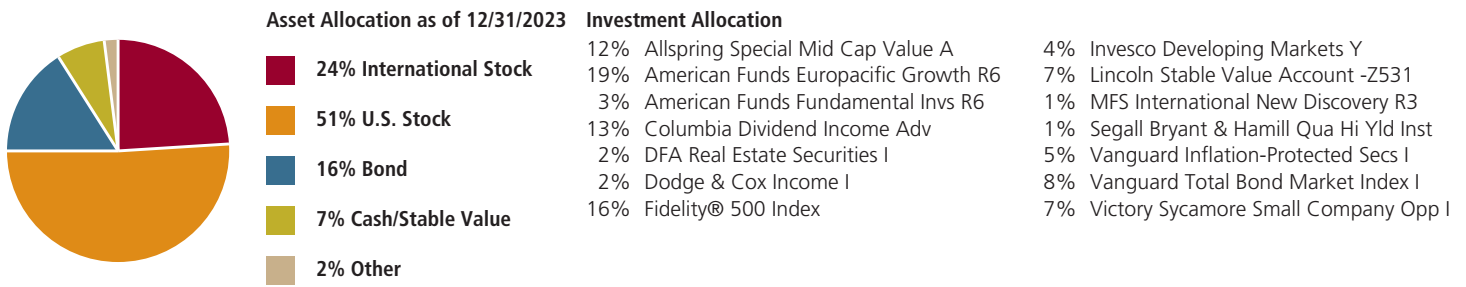 Asset Allocation as of 12/31/2023
24% International Stock
51% U.S. Stock
16% Bond
7% Cash/Stable Value
2% Other
Investment Allocation
12% Allspring Special Mid Cap Value A
19% American Funds Europacific Growth R6
3% American Funds Fundamental Invs R6
13% Columbia Dividend Income Adv
2% DFA Real Estate Securities I
2% Dodge & Cox Income I
16% Fidelity® 500 Index
4% Invesco Developing Markets Y
7% Lincoln Stable Value Account -Z531
1% MFS International New Discovery R3
1% Segall Bryant & Hamill Qua Hi Yld Inst
5% Vanguard Inflation-Protected Secs I
8% Vanguard Total Bond Market Index I
7% Victory Sycamore Small Company Opp I